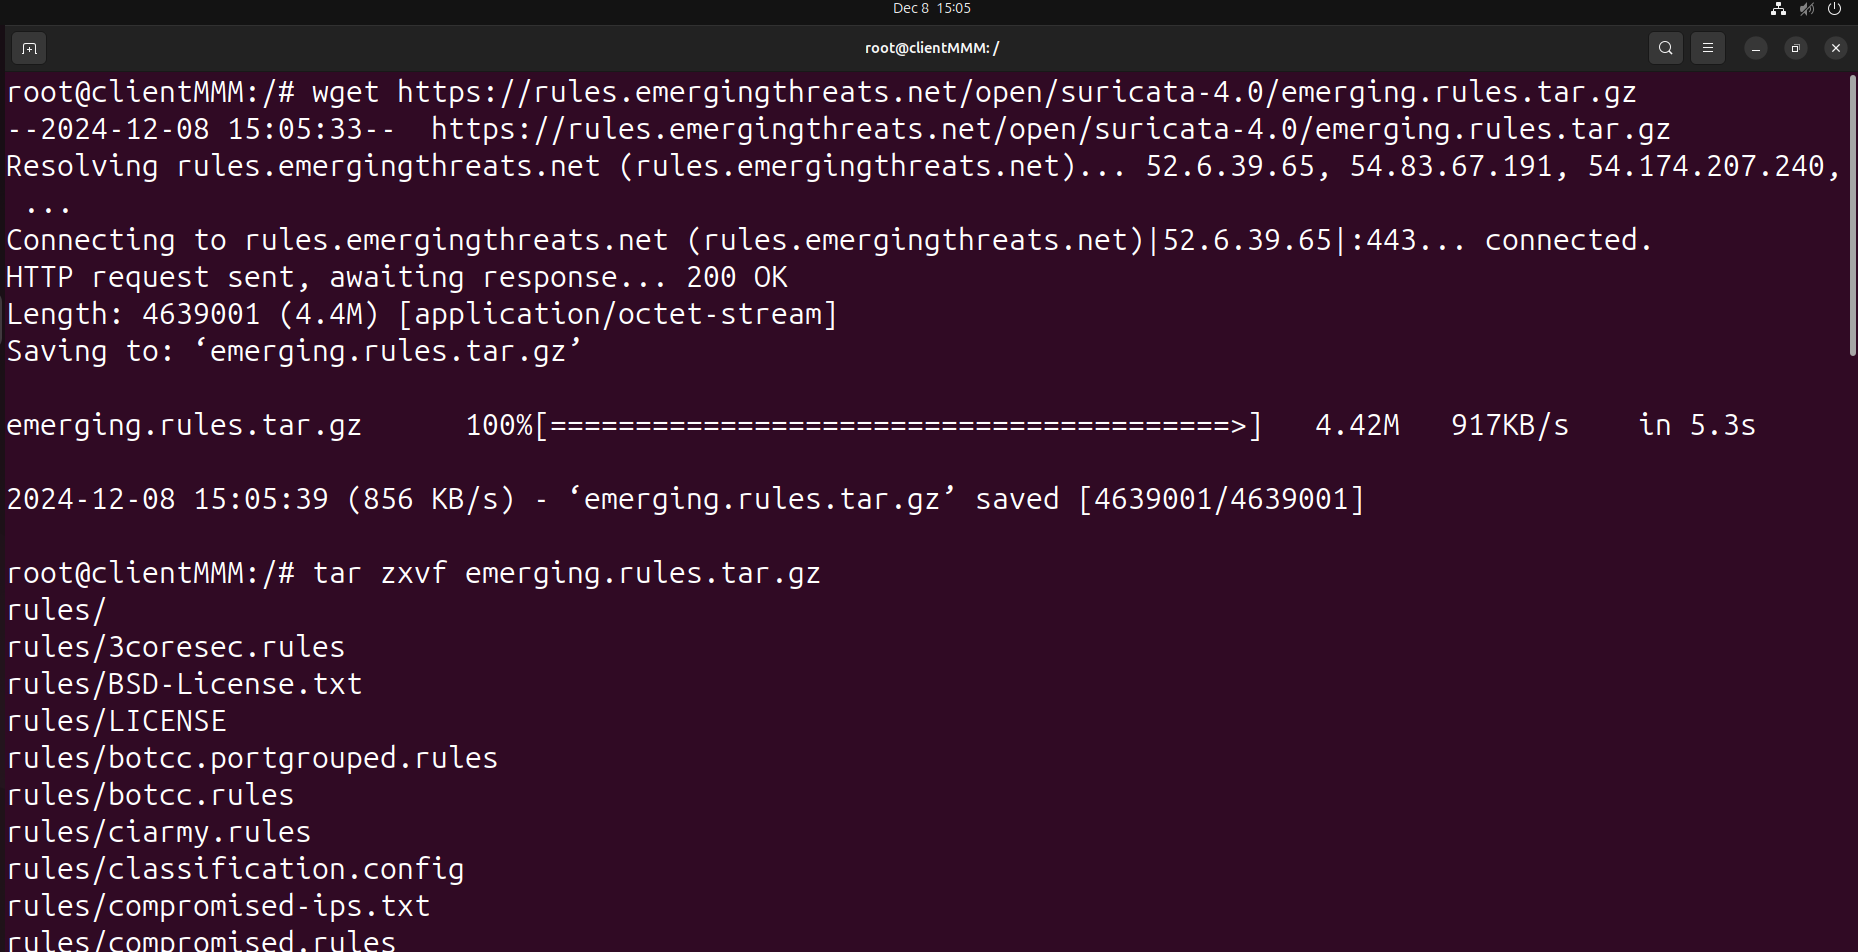 Dec 8 15:05
root@clientMMM: /
root@clientMMM:/# wget https://rules.emergingthreats.net/open/suricata-4.0/emerging.rules.tar.gz
--2024-12-08 15:05:33--  https://rules.emergingthreats.net/open/suricata-4.0/emerging.rules.tar.gz
Resolving rules.emergingthreats.net (rules.emergingthreats.net)... 52.6.39.65, 54.83.67.191, 54.174.207.240,
 ...
Connecting to rules.emergingthreats.net (rules.emergingthreats.net)|52.6.39.65|:443... connected.
HTTP request sent, awaiting response... 200 OK
Length: 4639001 (4.4M) [application/octet-stream]
Saving to: ‘emerging.rules.tar.gz’
emerging.rules.tar.gz      100%[========================================>]   4.42M   917KB/s    in 5.3s
2024-12-08 15:05:39 (856 KB/s) - ‘emerging.rules.tar.gz’ saved [4639001/4639001]
root@clientMMM:/# tar zxvf emerging.rules.tar.gz
rules/
rules/3coresec.rules
rules/BSD-License.txt
rules/LICENSE
rules/botcc.portgrouped.rules
rules/botcc.rules
rules/ciarmy.rules
rules/classification.config
rules/compromised-ips.txt
rules/compromised.rules